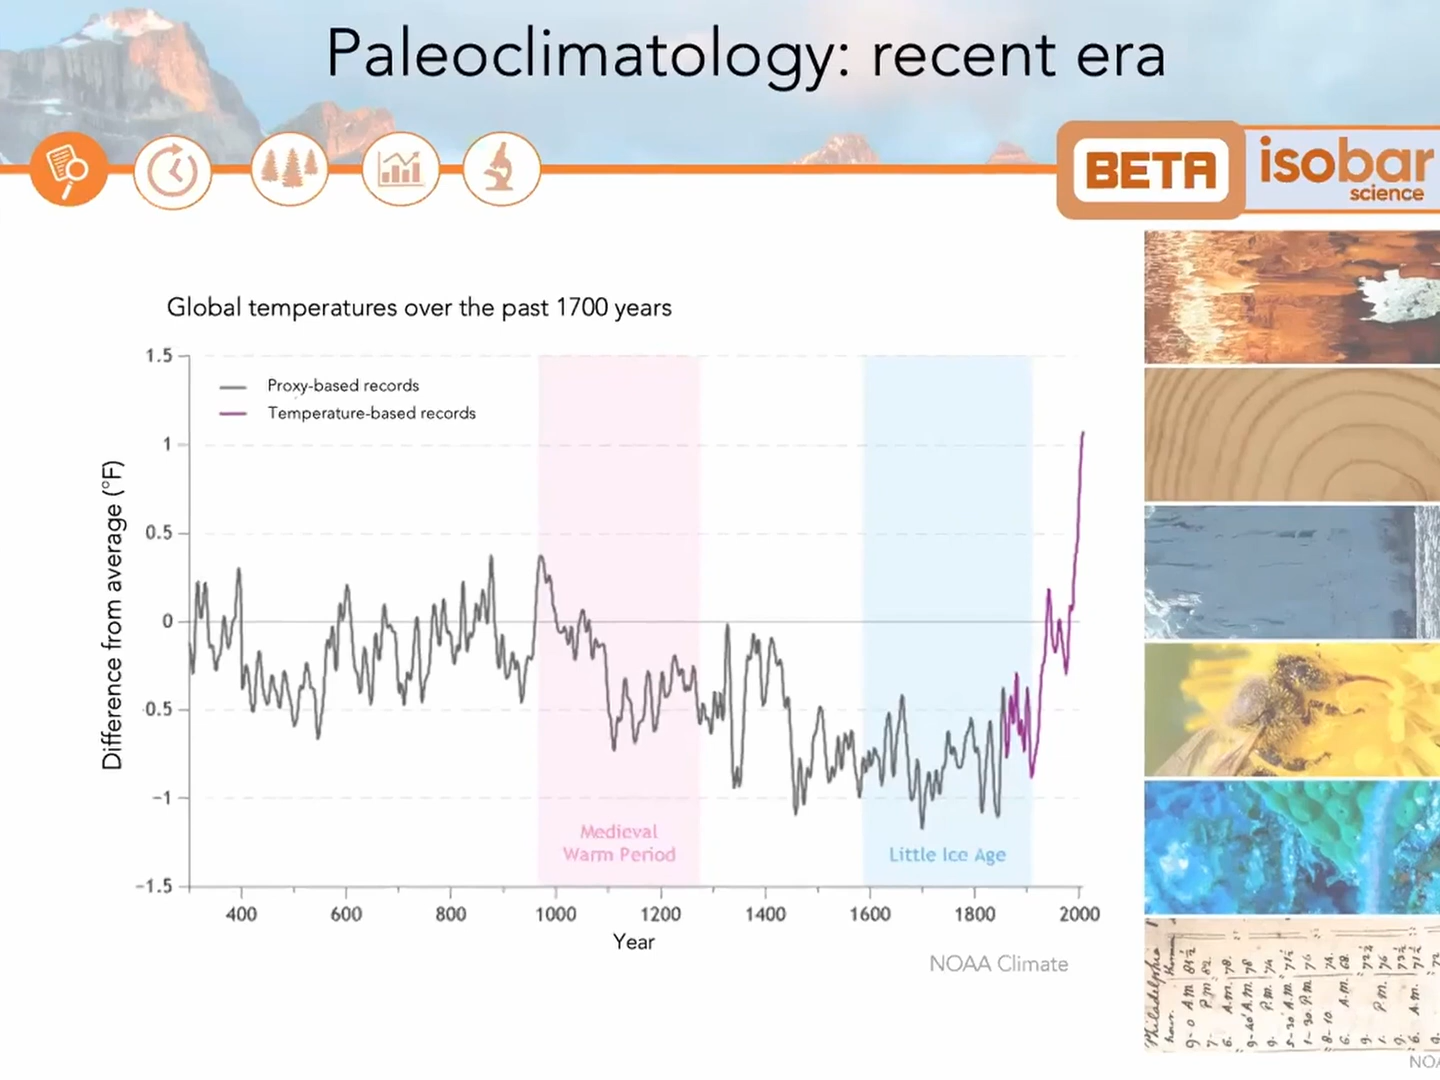 Paleoclimatology: recent era
BETA
isobar
science
Global temperatures over the past 1700 years
1.5
1
0.5
0
0.5
−1
−1.5
Proxy-based records
Temperature-based records
Difference from average (°F)
Medieval
Warm Period
Little Ice Age
400 600 800 1000 1200 1400 1600 1800 2000
Year
NOAA Climate
Philadelphia
hour.